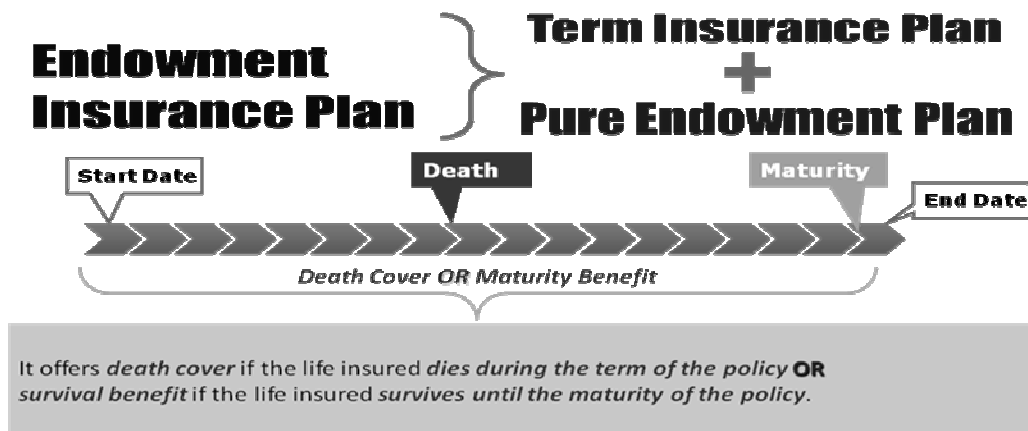 Endowment
Insurance Plan
Term Insurance Plan
+
Pure Endowment Plan
Start Date
Death
Maturity
End Date
Death Cover OR Maturity Benefit
It offers death cover if the life insured dies during the term of the policy OR
survival benefit if the life insured survives until the maturity of the policy.